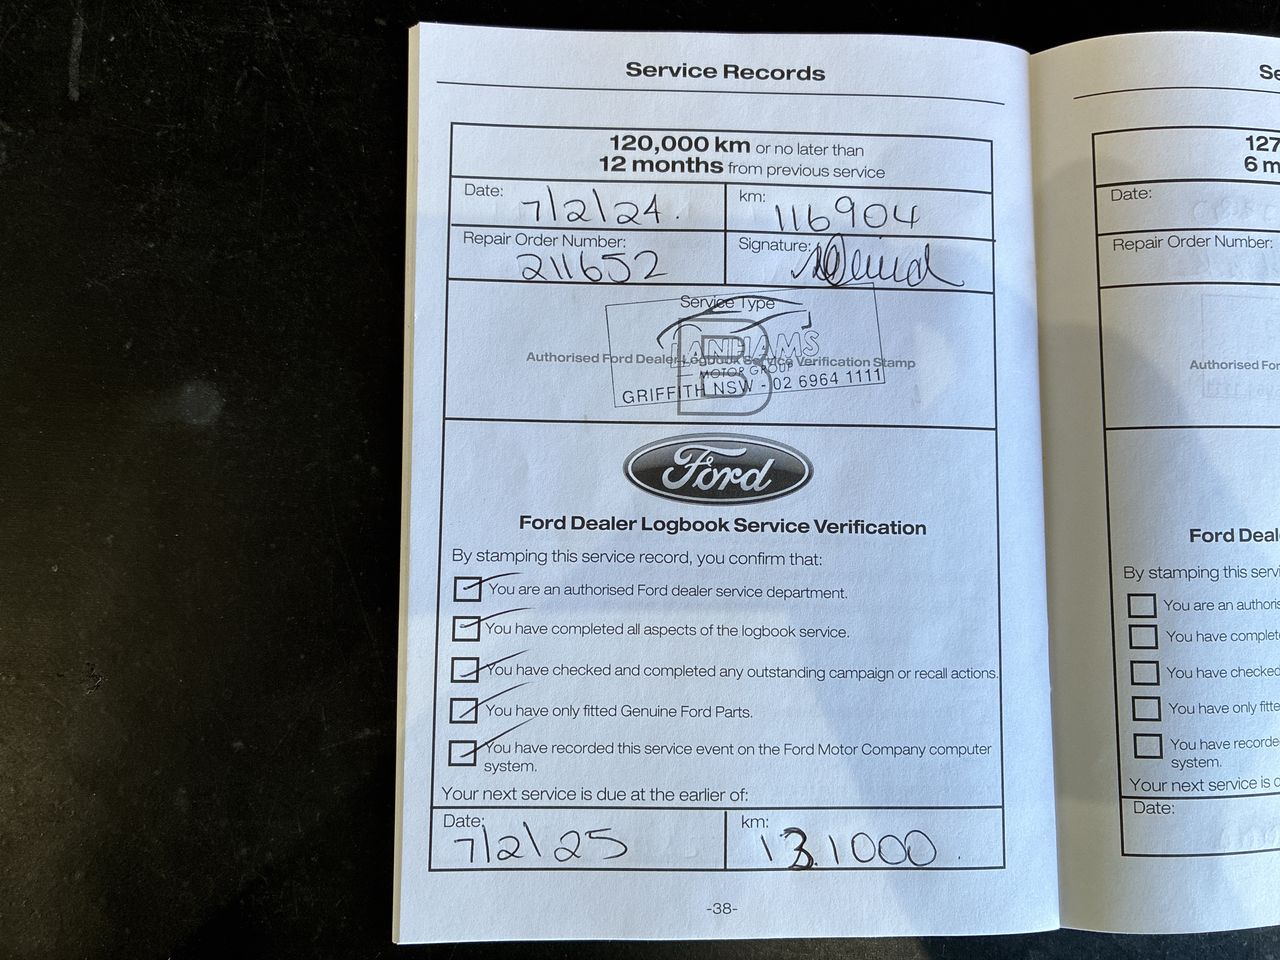 Service Records
120,000 km or no later than
12 months from previous service
Date: 7/2/24.
km: 116904
Repair Order Number: 211652
Signature:
Service Type
B
Authorised Ford Dealer Logbook Service Verification Stamp
LANHAMS
MOTOR GROUP
GRIFFITH NSW - 02 6964 1111
Ford
Ford Dealer Logbook Service Verification
By stamping this service record, you confirm that:
You are an authorised Ford dealer service department.
You have completed all aspects of the logbook service.
You have checked and completed any outstanding campaign or recall actions.
You have only fitted Genuine Ford Parts.
You have recorded this service event on the Ford Motor Company computer
system.
Your next service is due at the earlier of:
Date: 7/2/25
km: 131000.
-38-
Se
127
6 m
Date:
Repair Order Number:
Authorised For
Ford Deal
By stamping this servi
You are an authoris
You have complet
You have checked
You have only fitte
You have recorde
system.
Your next service is d
Date: